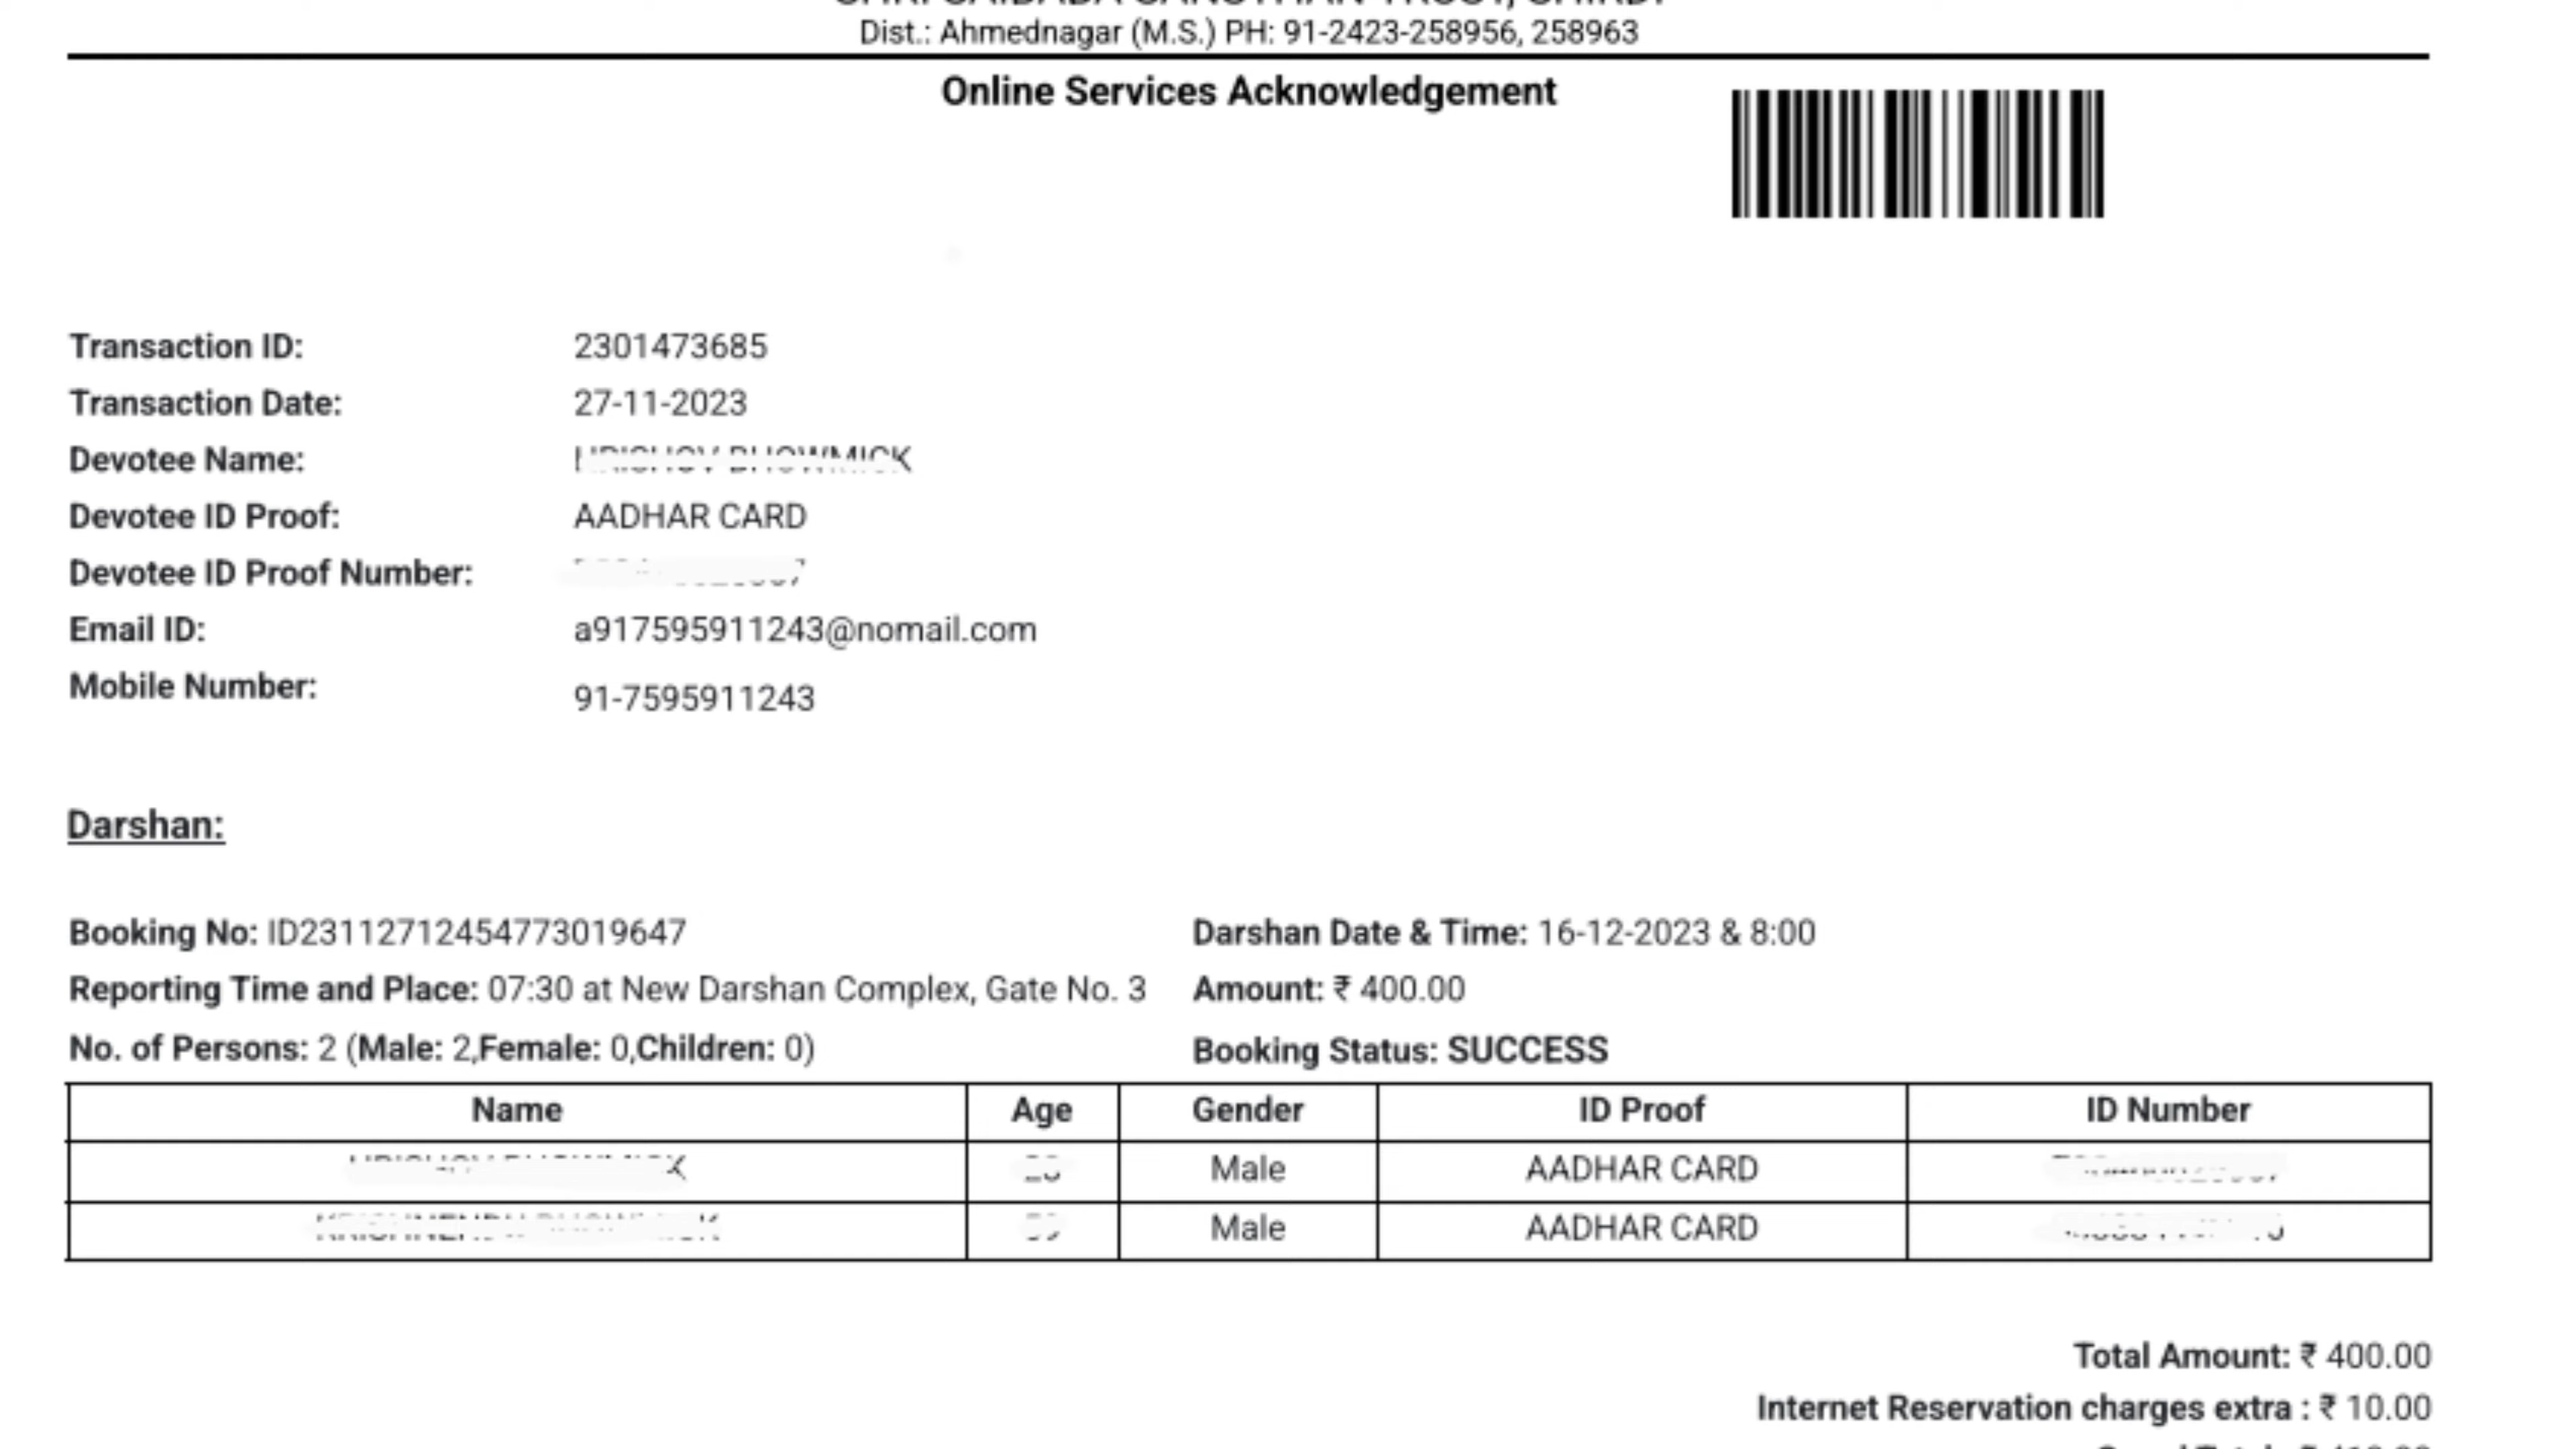 Dist.: Ahmednagar (M.S.) PH: 91-2423-258956, 258963
Online Services Acknowledgement
Transaction ID: 2301473685
Transaction Date: 27-11-2023
Devotee Name:
Devotee ID Proof: AADHAR CARD
Devotee ID Proof Number:
Email ID: a917595911243@nomail.com
Mobile Number: 91-7595911243
Darshan:
Booking No: ID23112712454773019647 Darshan Date & Time: 16-12-2023 & 8:00
Reporting Time and Place: 07:30 at New Darshan Complex, Gate No. 3 Amount: ₹ 400.00
No. of Persons: 2 (Male: 2,Female: 0,Children: 0) Booking Status: SUCCESS
Name Age Gender ID Proof ID Number
Male AADHAR CARD
Male AADHAR CARD
Total Amount: ₹ 400.00
Internet Reservation charges extra : ₹ 10.00